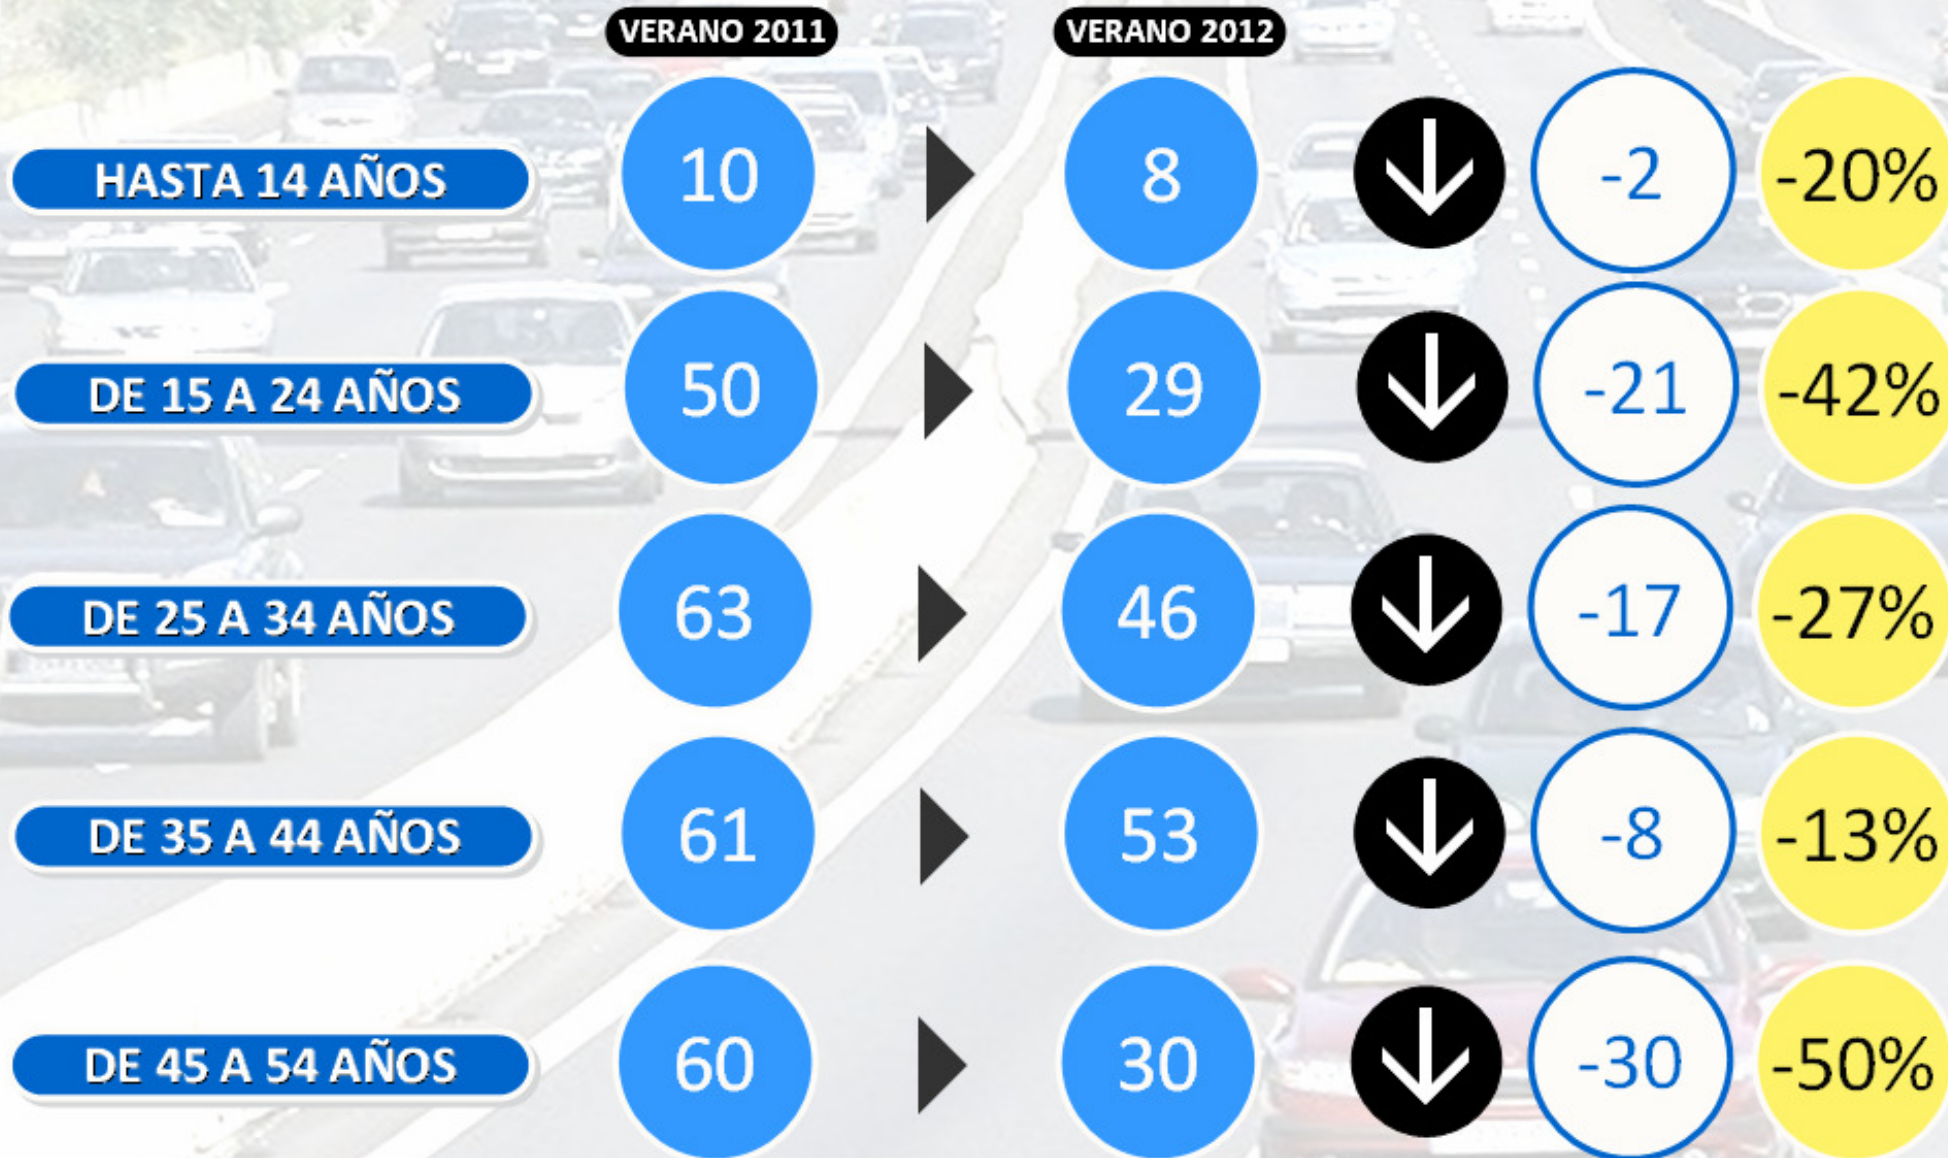 VERANO 2011 VERANO 2012
HASTA 14 AÑOS 10 8 -2 -20%
DE 15 A 24 AÑOS 50 29 -21 -42%
DE 25 A 34 AÑOS 63 46 -17 -27%
DE 35 A 44 AÑOS 61 53 -8 -13%
DE 45 A 54 AÑOS 60 30 -30 -50%